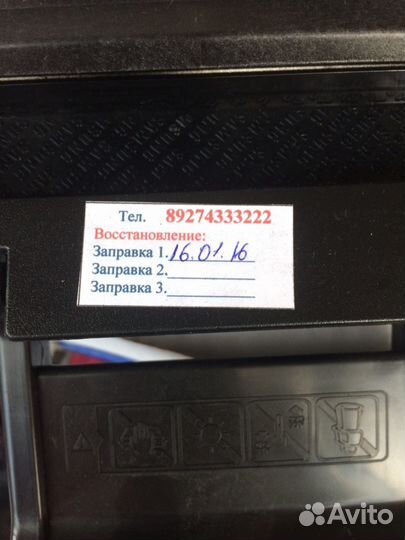 Тел. 89274333222
Восстановление:
Заправка 1. 16.01.16
Заправка 2.
Заправка 3.
Avito